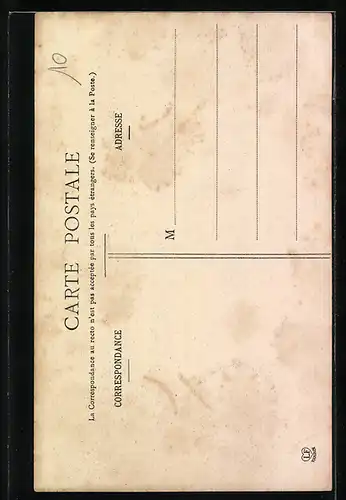 10
CARTE POSTALE
La Correspondance au recto n'est pas acceptée par tous les pays étrangers. (Se renseigner à la Poste.)
CORRESPONDANCE
ADRESSE
M